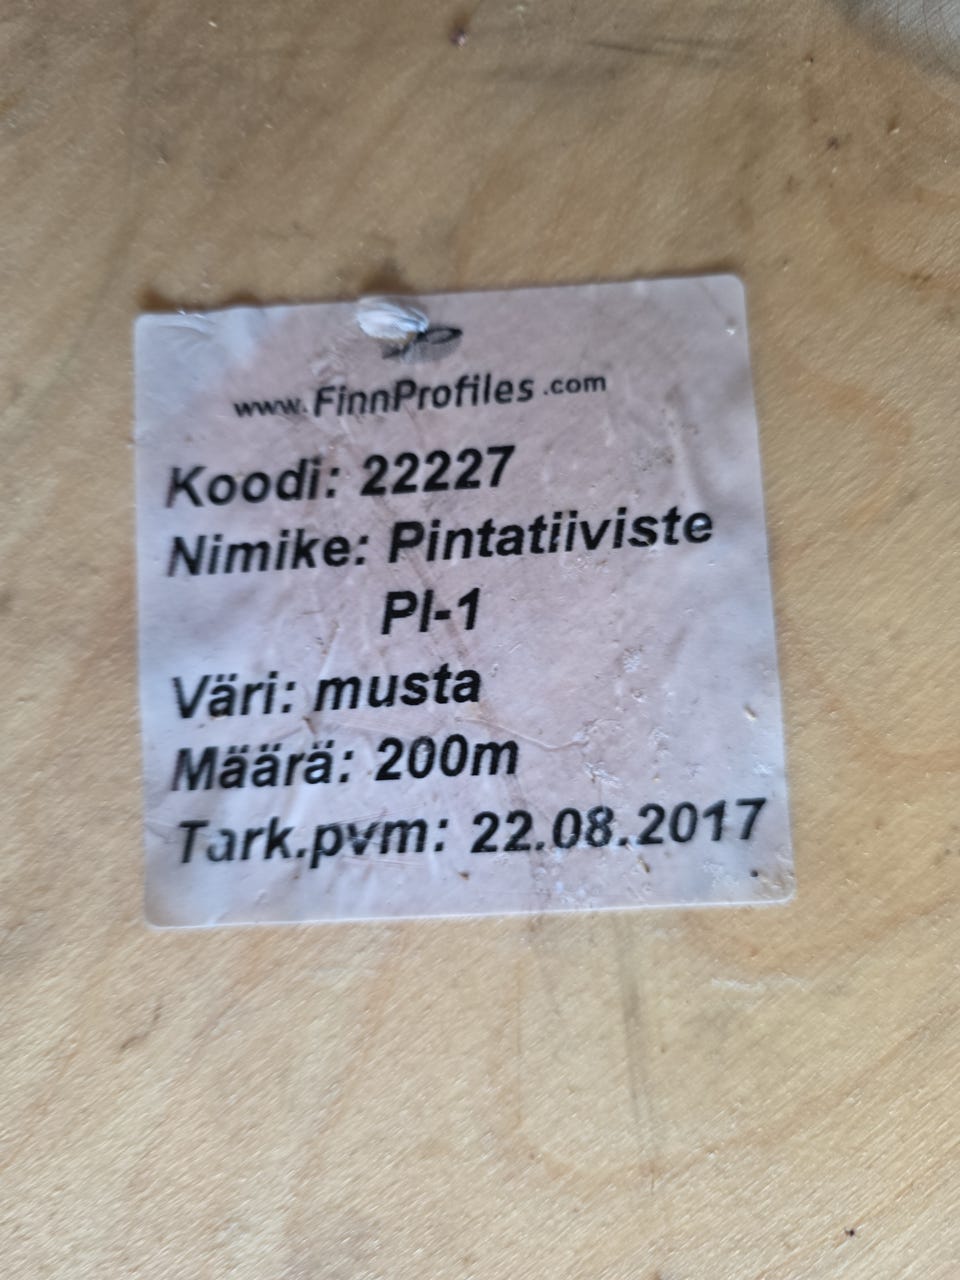 www.FinnProfiles.com
Koodi: 22227
Nimike: Pintatiiviste
PI-1
Väri: musta
Määrä: 200m
Tark.pvm: 22.08.2017